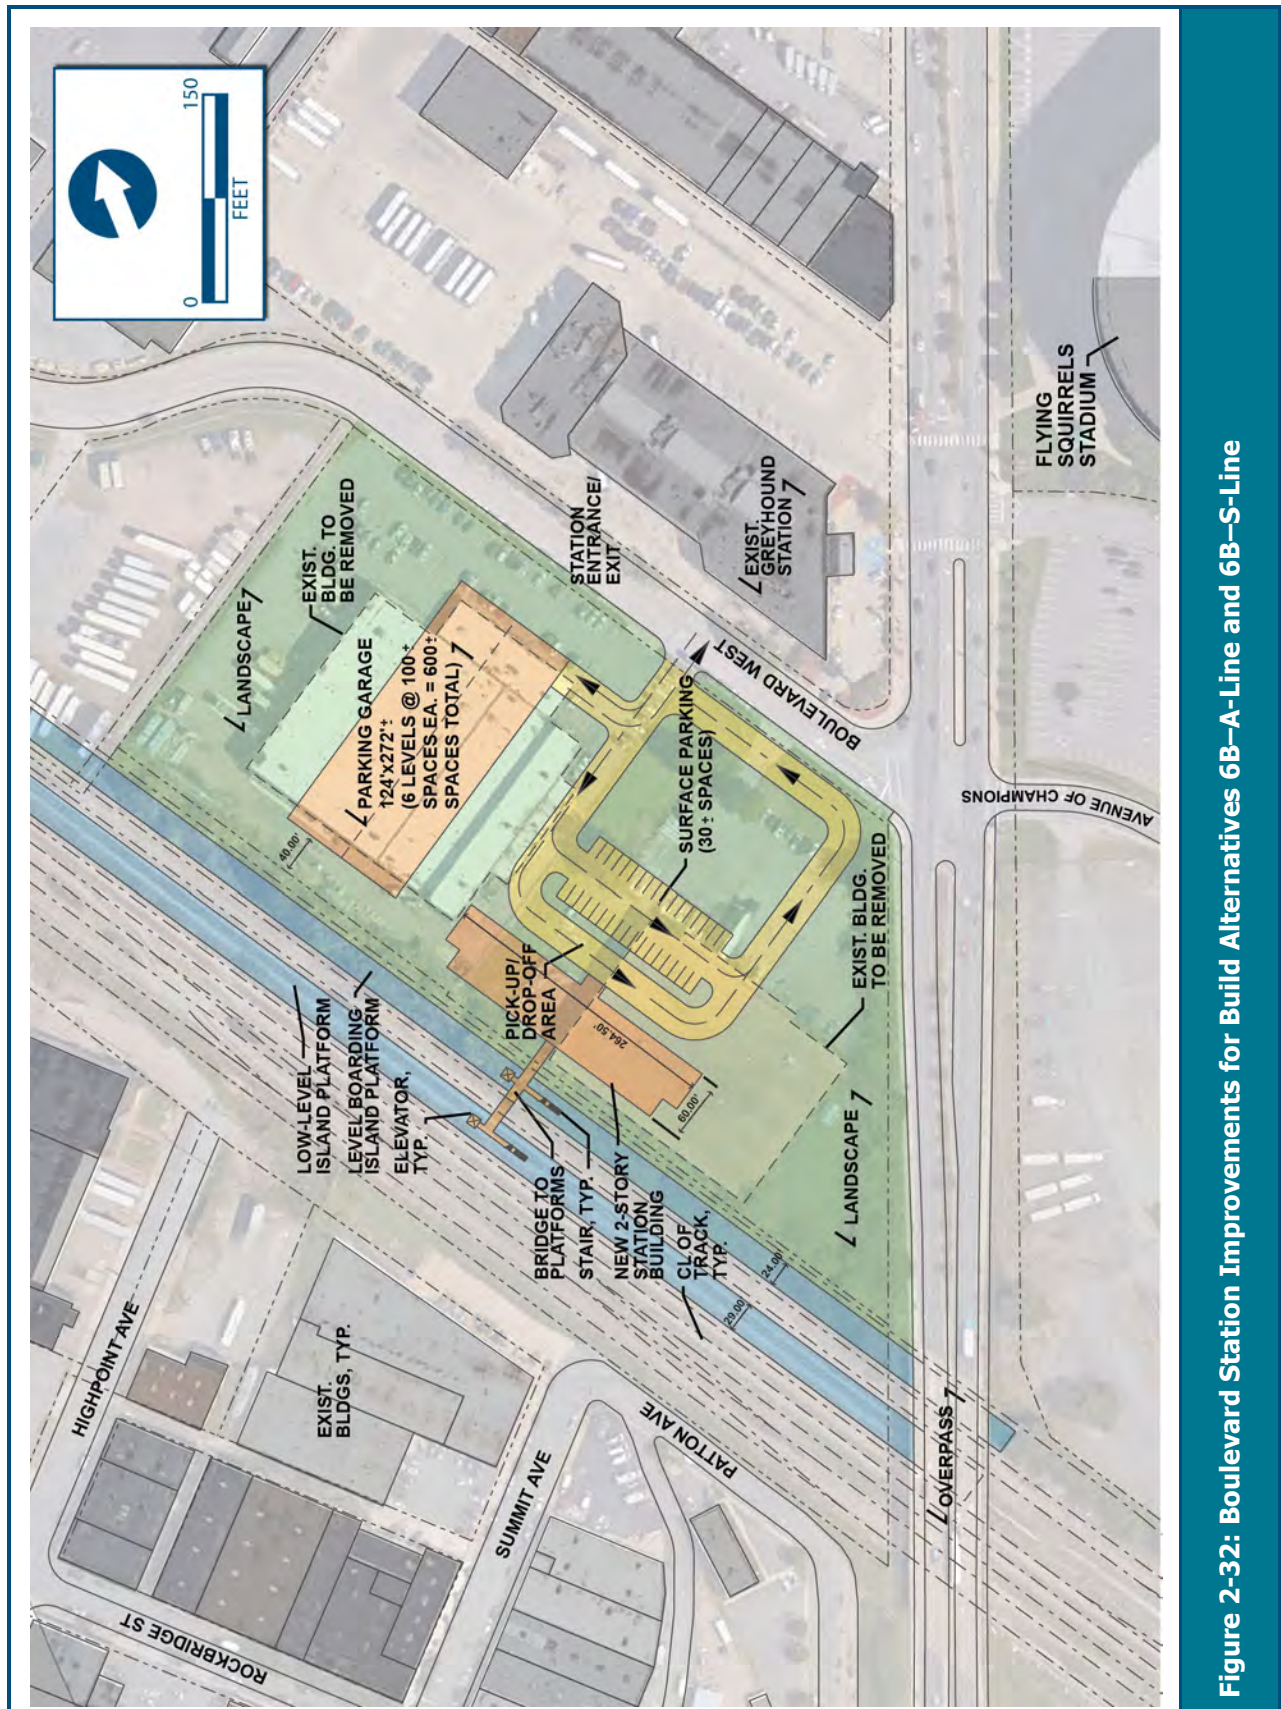 0
150
FEET
HIGHPOINT AVE
ROCKBRIDGE ST
EXIST.
BLDGS, TYP.
SUMMIT AVE
PATTON AVE
LOW-LEVEL
ISLAND PLATFORM
LEVEL BOARDING
ISLAND PLATFORM
ELEVATOR,
TYP.
BRIDGE TO
PLATFORMS
STAIR, TYP.
NEW 2-STORY
STATION
BUILDING
CL OF
TRACK,
TYP.
29.00'
24.00'
LANDSCAPE
EXIST.
BLDG. TO
BE REMOVED
PARKING GARAGE
124'x272'±
(6 LEVELS @ 100±
SPACES EA. = 600±
SPACES TOTAL)
40.00'
PICK-UP/
DROP-OFF
AREA
264.50'
60.00'
STATION
ENTRANCE/
EXIT
SURFACE PARKING
(30± SPACES)
BOULEVARD WEST
EXIST.
GREYHOUND
STATION
EXIST. BLDG.
TO BE REMOVED
LANDSCAPE
OVERPASS
AVENUE OF CHAMPIONS
FLYING
SQUIRRELS
STADIUM
Figure 2-32: Boulevard Station Improvements for Build Alternatives 6B–A-Line and 6B–S-Line